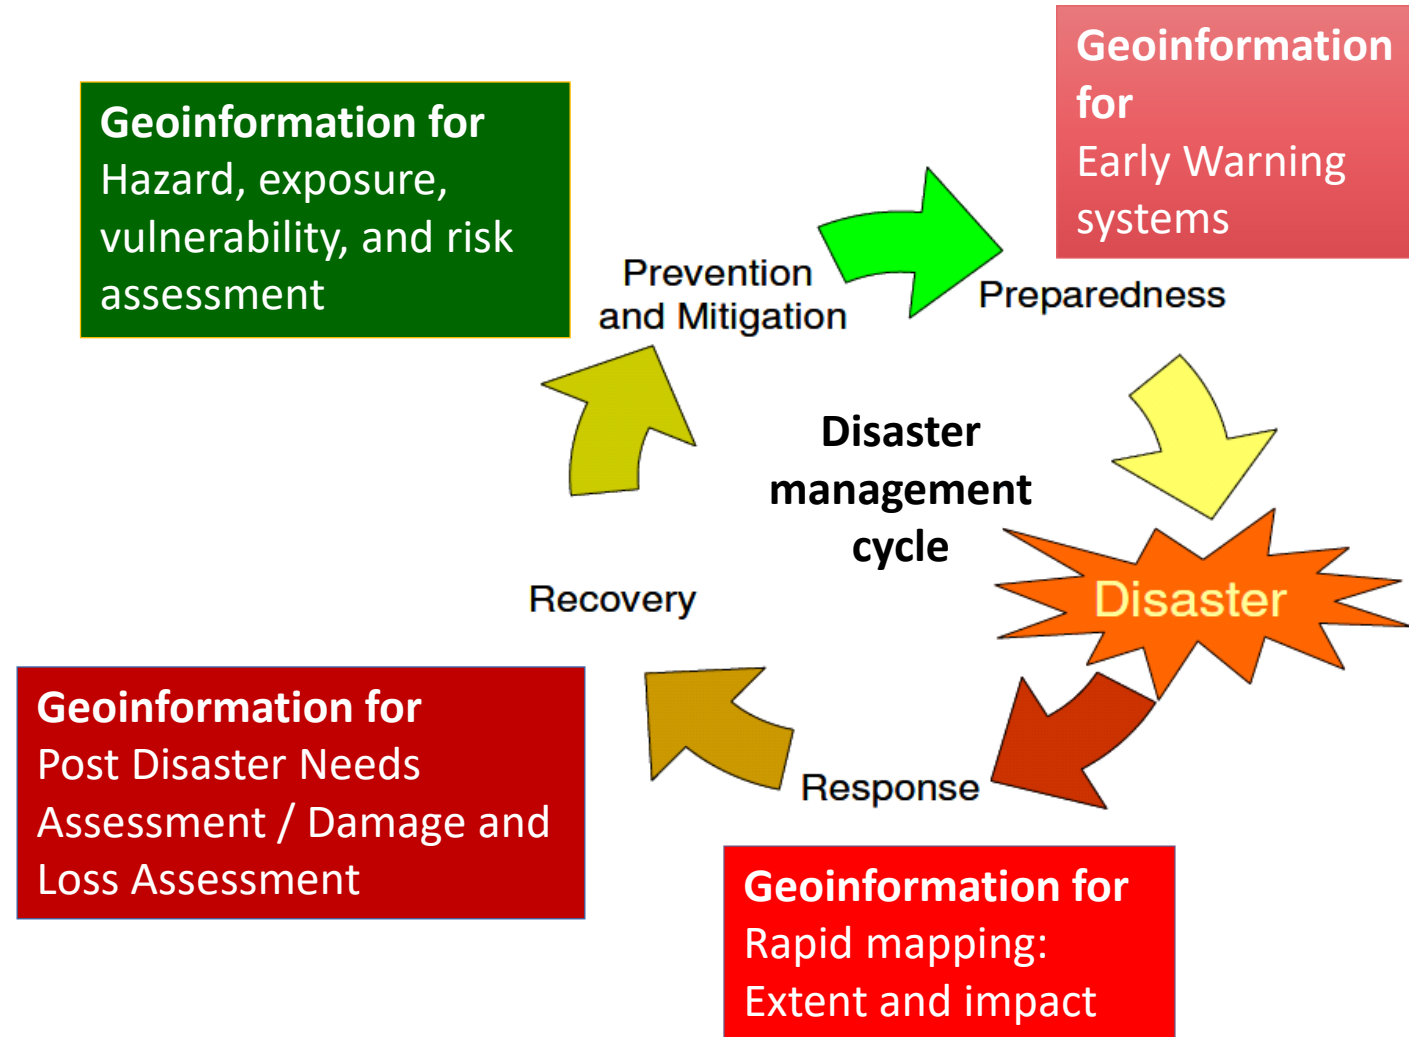 Geoinformation
for
Early Warning
systems
Geoinformation for
Hazard, exposure,
vulnerability, and risk
assessment
Prevention
and Mitigation
Preparedness
Disaster
management
cycle
Disaster
Recovery
Geoinformation for
Post Disaster Needs
Assessment / Damage and
Loss Assessment
Response
Geoinformation for
Rapid mapping:
Extent and impact